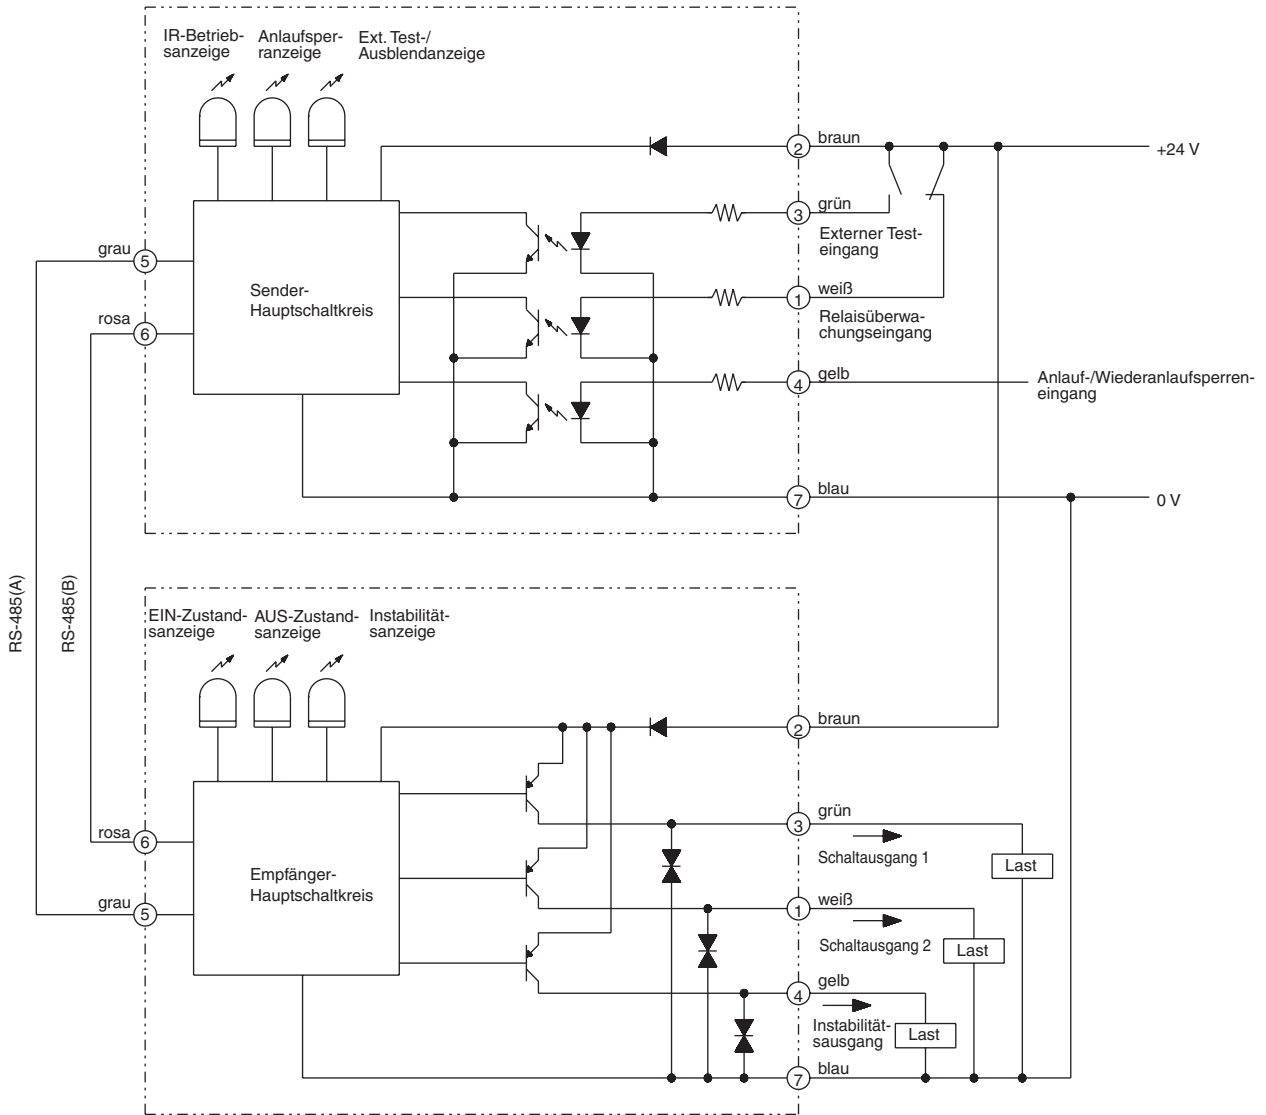 IR-Betrieb-
sanzeige
Anlaufsper-
ranzeige
Ext. Test-/
Ausblendanzeige
2
braun
+24 V
3
grün
Externer Test-
eingang
grau
5
Sender-
Hauptschaltkreis
1
weiß
Relaisüberwa-
chungseingang
rosa
6
4
gelb
Anlauf-/Wiederanlaufsperren-
eingang
7
blau
0 V
RS-485(A)
RS-485(B)
EIN-Zustand-
sanzeige
AUS-Zustand-
sanzeige
Instabilität-
sanzeige
2
braun
3
grün
Schaltausgang 1
Last
rosa
6
Empfänger-
Hauptschaltkreis
grau
5
1
weiß
Schaltausgang 2
Last
4
gelb
Instabilität-
sausgang
Last
7
blau